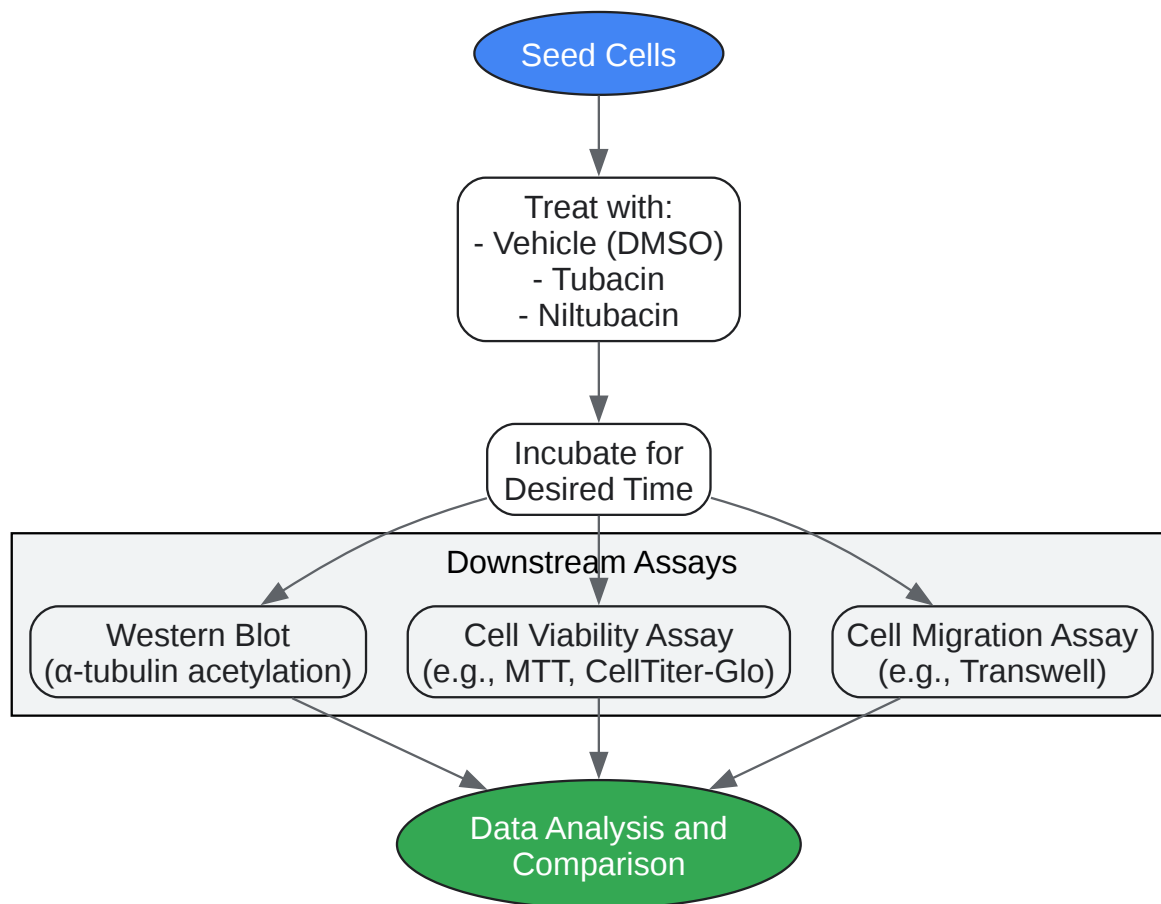 Seed Cells
Treat with:
- Vehicle (DMSO)
- Tubacin
- Niltubacin
Incubate for
Desired Time
Downstream Assays
Western Blot
(α-tubulin acetylation)
Cell Viability Assay
(e.g., MTT, CellTiter-Glo)
Cell Migration Assay
(e.g., Transwell)
Data Analysis and
Comparison